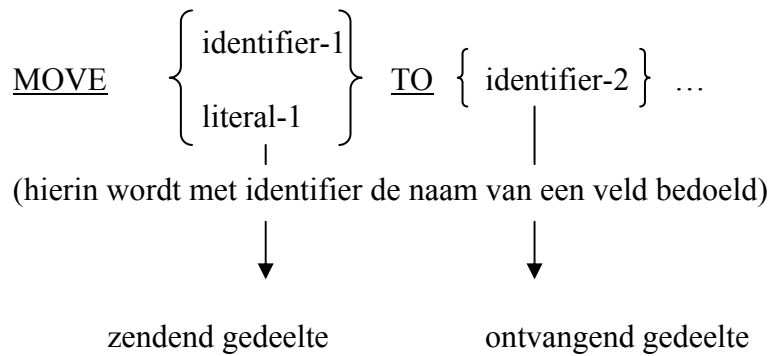 identifier-1
MOVE TO identifier-2 …
literal-1
(hierin wordt met identifier de naam van een veld bedoeld)
zendend gedeelte ontvangend gedeelte